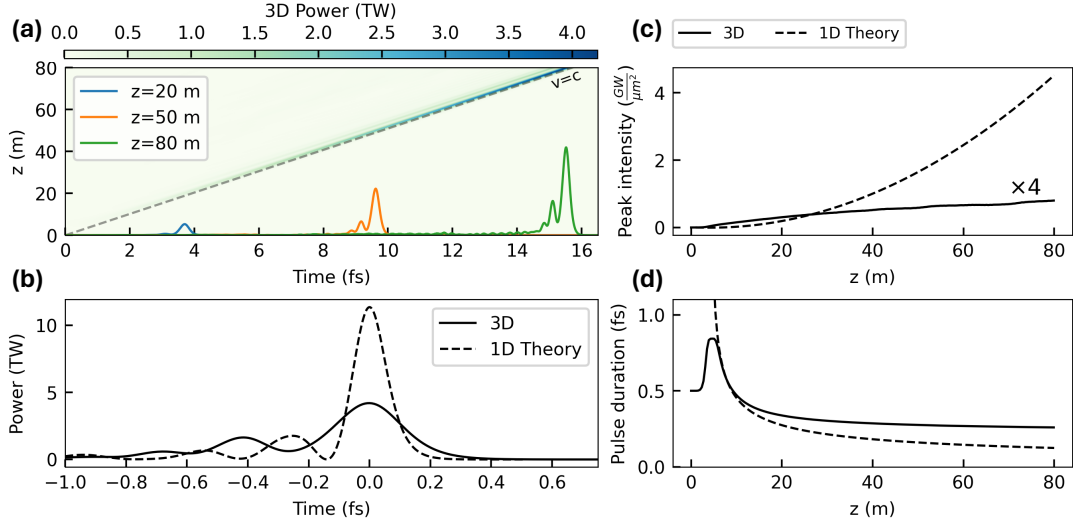 (a)
3D Power (TW)
0.0 0.5 1.0 1.5 2.0 2.5 3.0 3.5 4.0
80
60
40
20
0
z (m)
z=20 m
z=50 m
z=80 m
v=c
0 2 4 6 8 10 12 14 16
Time (fs)
(b)
10
5
0
Power (TW)
3D
1D Theory
−1.0 −0.8 −0.6 −0.4 −0.2 0.0 0.2 0.4 0.6
Time (fs)
(c)
3D 1D Theory
4
2
0
Peak intensity (GW/μm²)
×4
0 20 40 60 80
z (m)
(d)
1.0
0.5
0.0
Pulse duration (fs)
0 20 40 60 80
z (m)